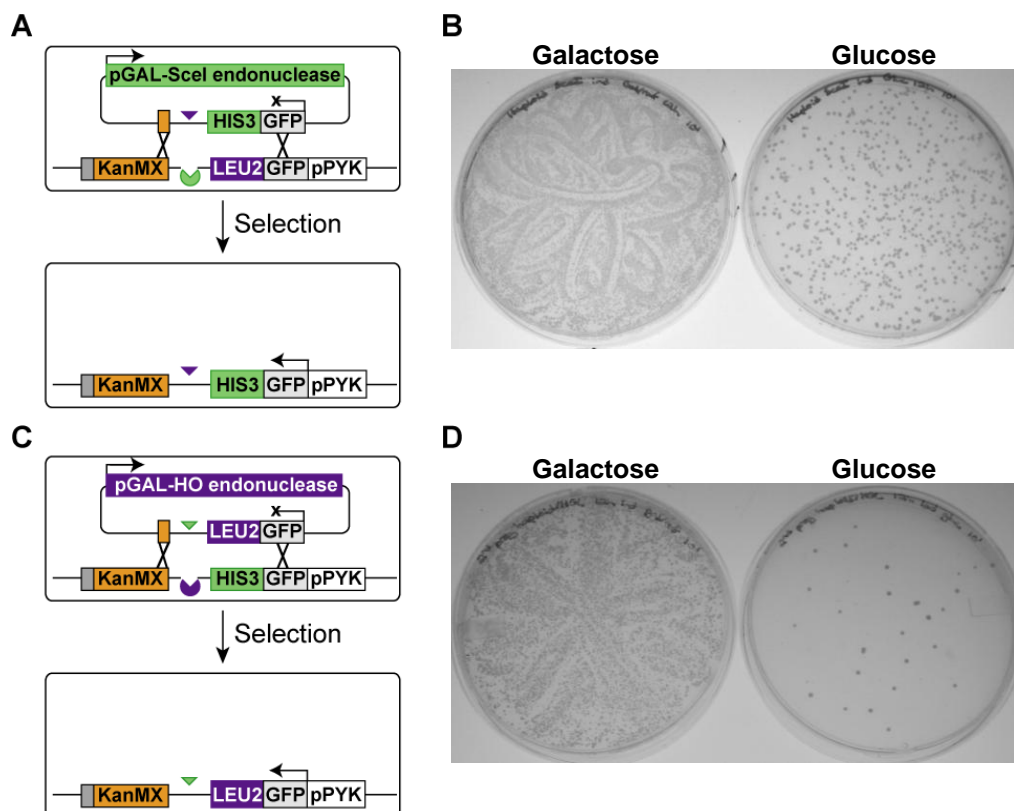 A
pGAL-SceI endonuclease
x
HIS3 GFP
KanMX LEU2 GFP pPYK
Selection
KanMX HIS3 GFP pPYK
B
Galactose Glucose
C
pGAL-HO endonuclease
x
LEU2 GFP
KanMX HIS3 GFP pPYK
Selection
KanMX LEU2 GFP pPYK
D
Galactose Glucose